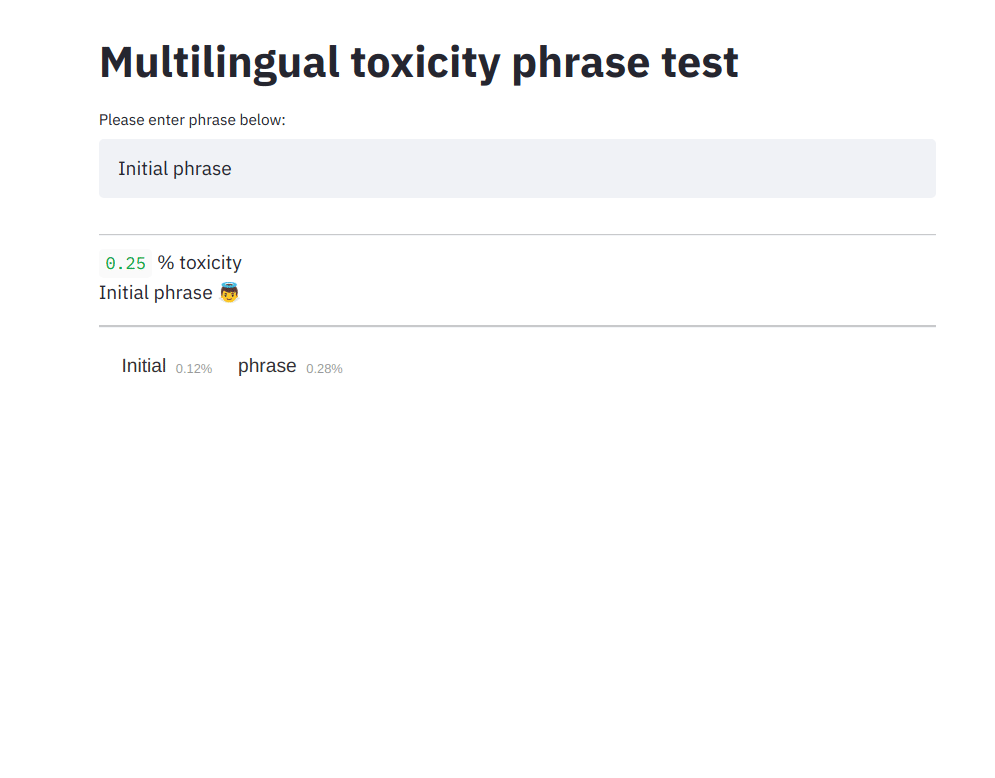 Multilingual toxicity phrase test
Please enter phrase below:
Initial phrase
0.25 % toxicity
Initial phrase 👼
Initial 0.12% phrase 0.28%